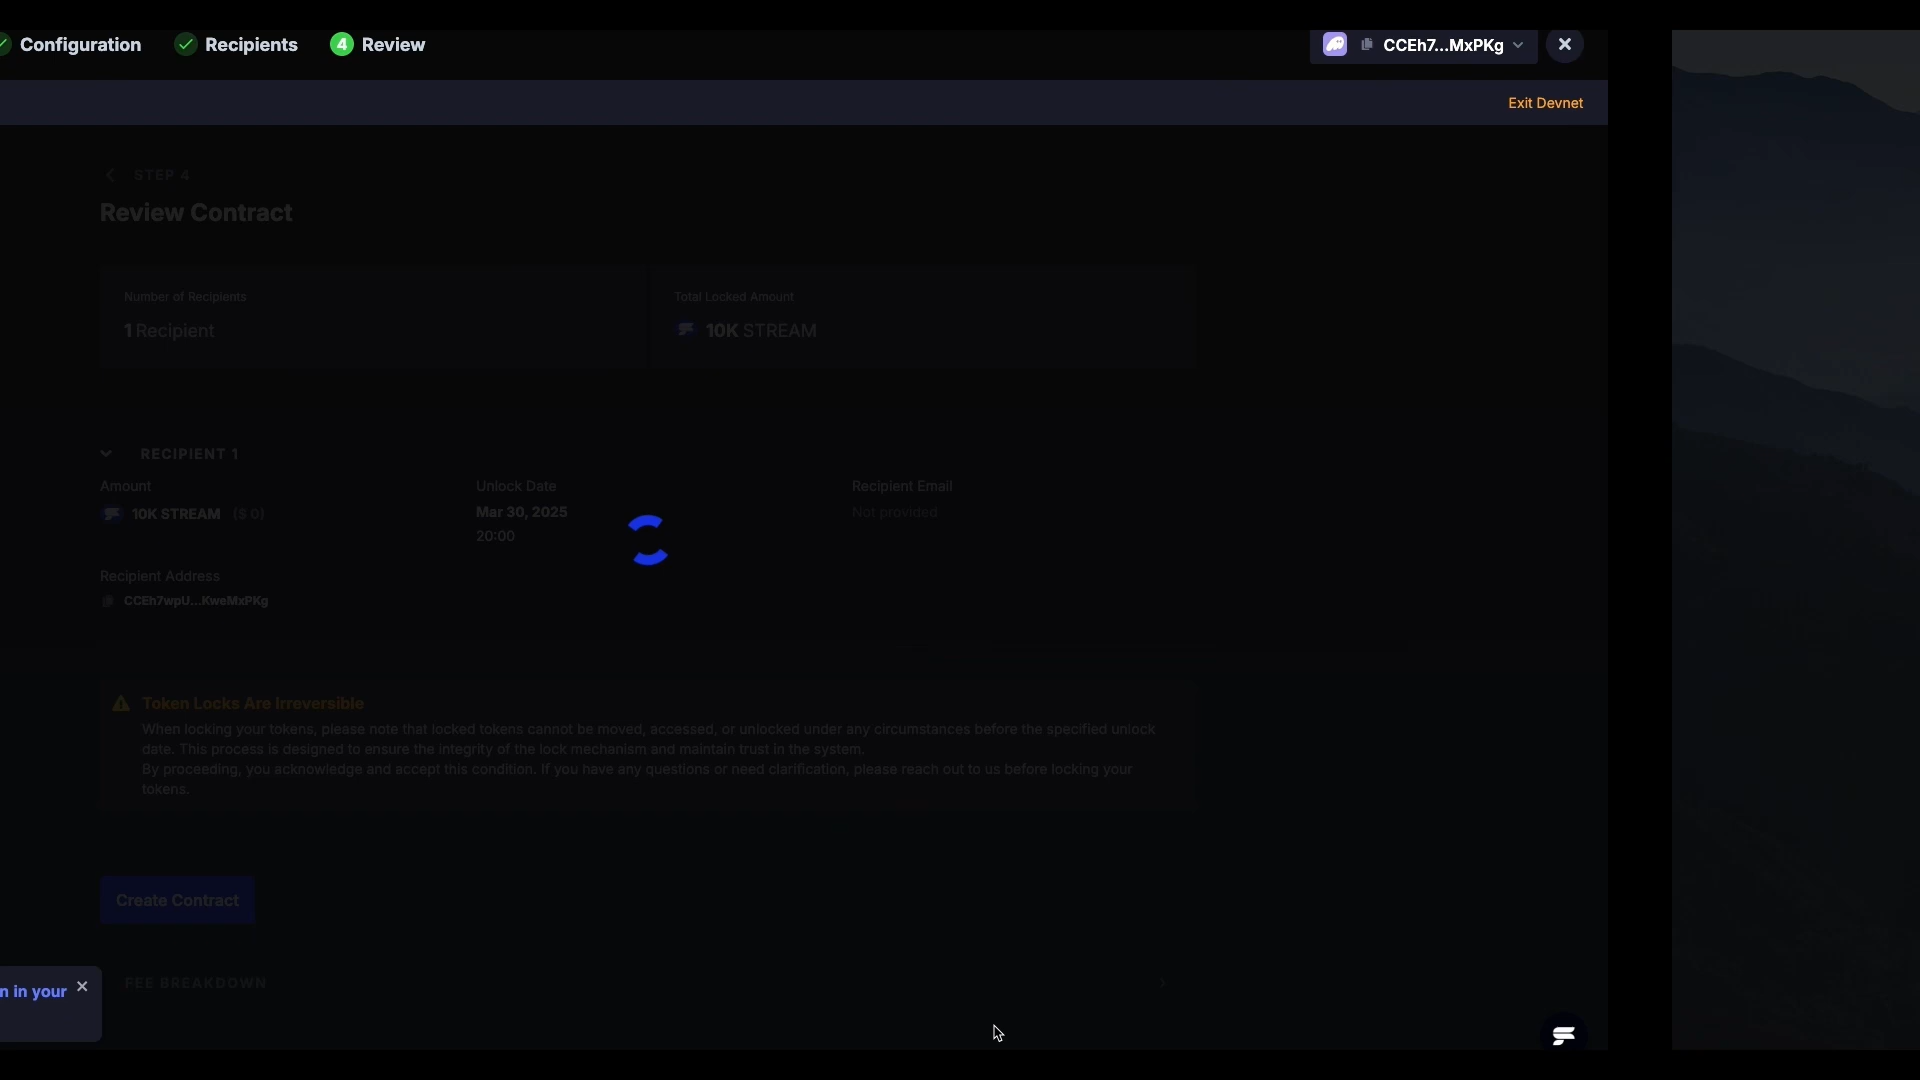 Configuration
Recipients
4 Review
CCEh7...MxPKg
Exit Devnet
STEP 4
Review Contract
Number of Recipients
1 Recipient
Total Locked Amount
10K STREAM
RECIPIENT 1
Amount
10K STREAM ($ 0)
Unlock Date
Mar 30, 2025
20:00
Recipient Email
Not provided
Recipient Address
CCEh7wpU...KweMxPKg
Token Locks Are Irreversible
When locking your tokens, please note that locked tokens cannot be moved, accessed, or unlocked under any circumstances before the specified unlock
date. This process is designed to ensure the integrity of the lock mechanism and maintain trust in the system.
By proceeding, you acknowledge and accept this condition. If you have any questions or need clarification, please reach out to us before locking your
tokens.
Create Contract
n in your
FEE BREAKDOWN